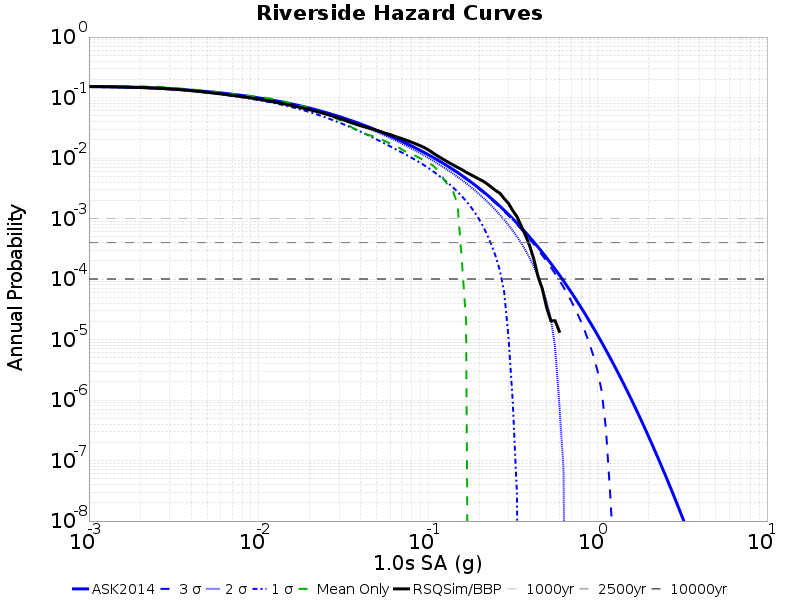 Riverside Hazard Curves
10^0
10^-1
10^-2
10^-3
10^-4
10^-5
10^-6
10^-7
10^-8
Annual Probability
10^-3 10^-2 10^-1 10^0 10^1
1.0s SA (g)
ASK2014 3 σ 2 σ 1 σ Mean Only RSQSim/BBP 1000yr 2500yr 10000yr